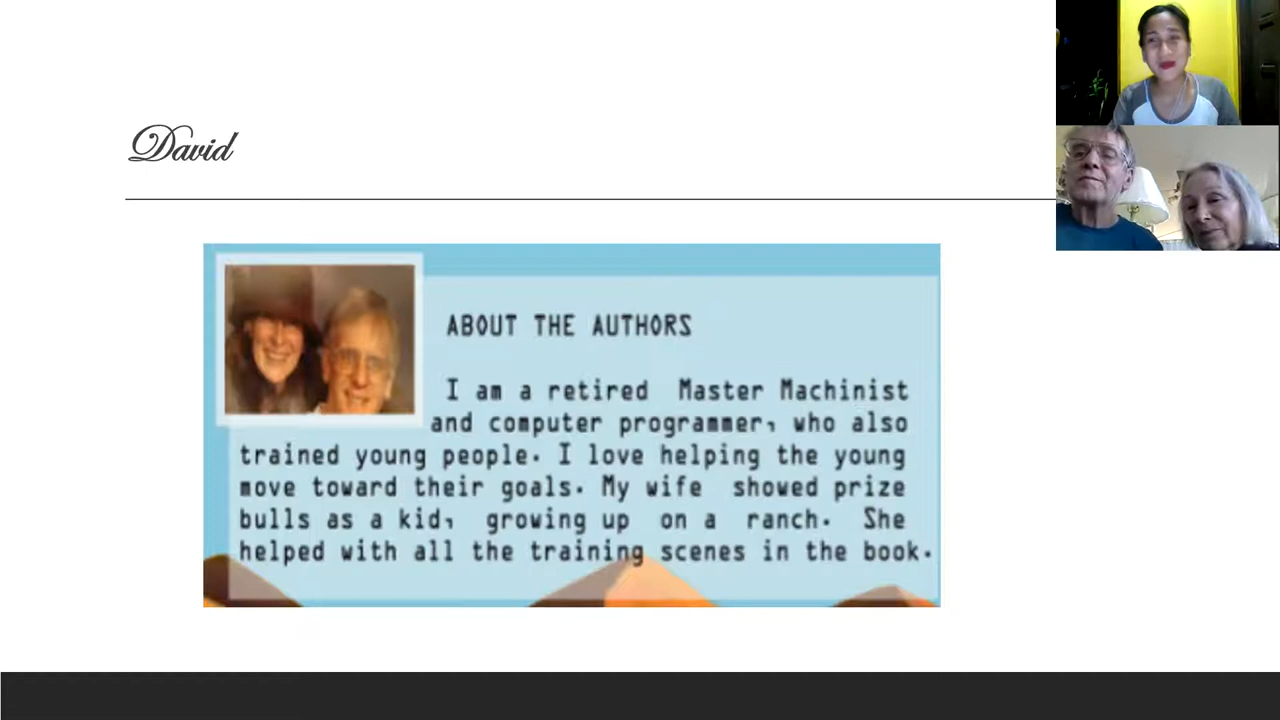 David
ABOUT THE AUTHORS
I am a retired Master Machinist
and computer programmer, who also
trained young people. I love helping the young
move toward their goals. My wife showed prize
bulls as a kid, growing up on a ranch. She
helped with all the training scenes in the book.